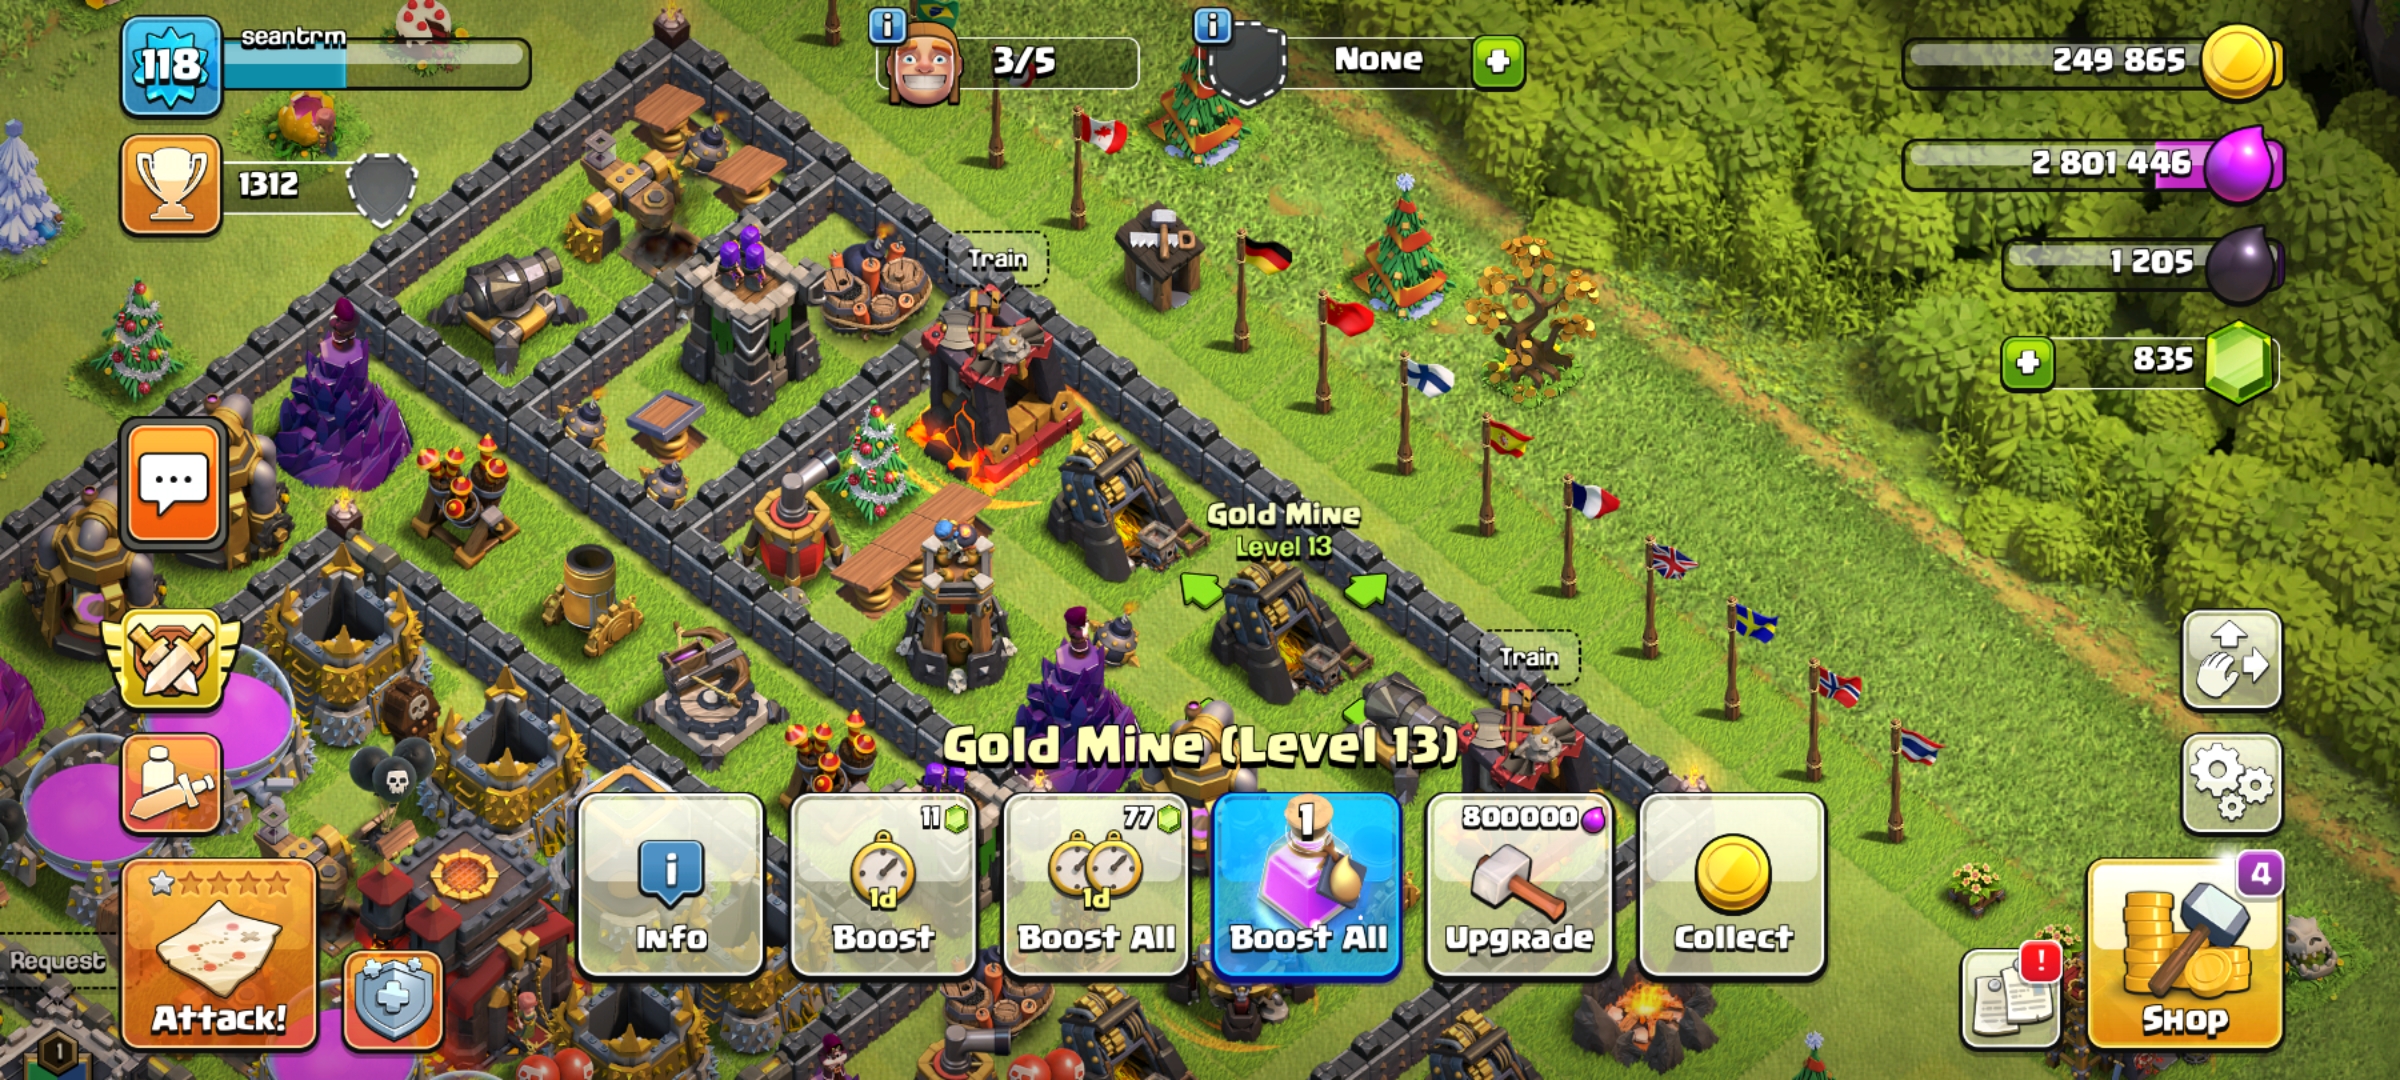 118
seantrm
3/5
None
249 865
1312
2 801 446
Train
1 205
835
Gold Mine
Level 13
Train
Gold Mine (Level 13)
Info
11
1d
Boost
77
1d
Boost All
1
Boost All
800000
Upgrade
Collect
Request
Attack!
4
Shop
1